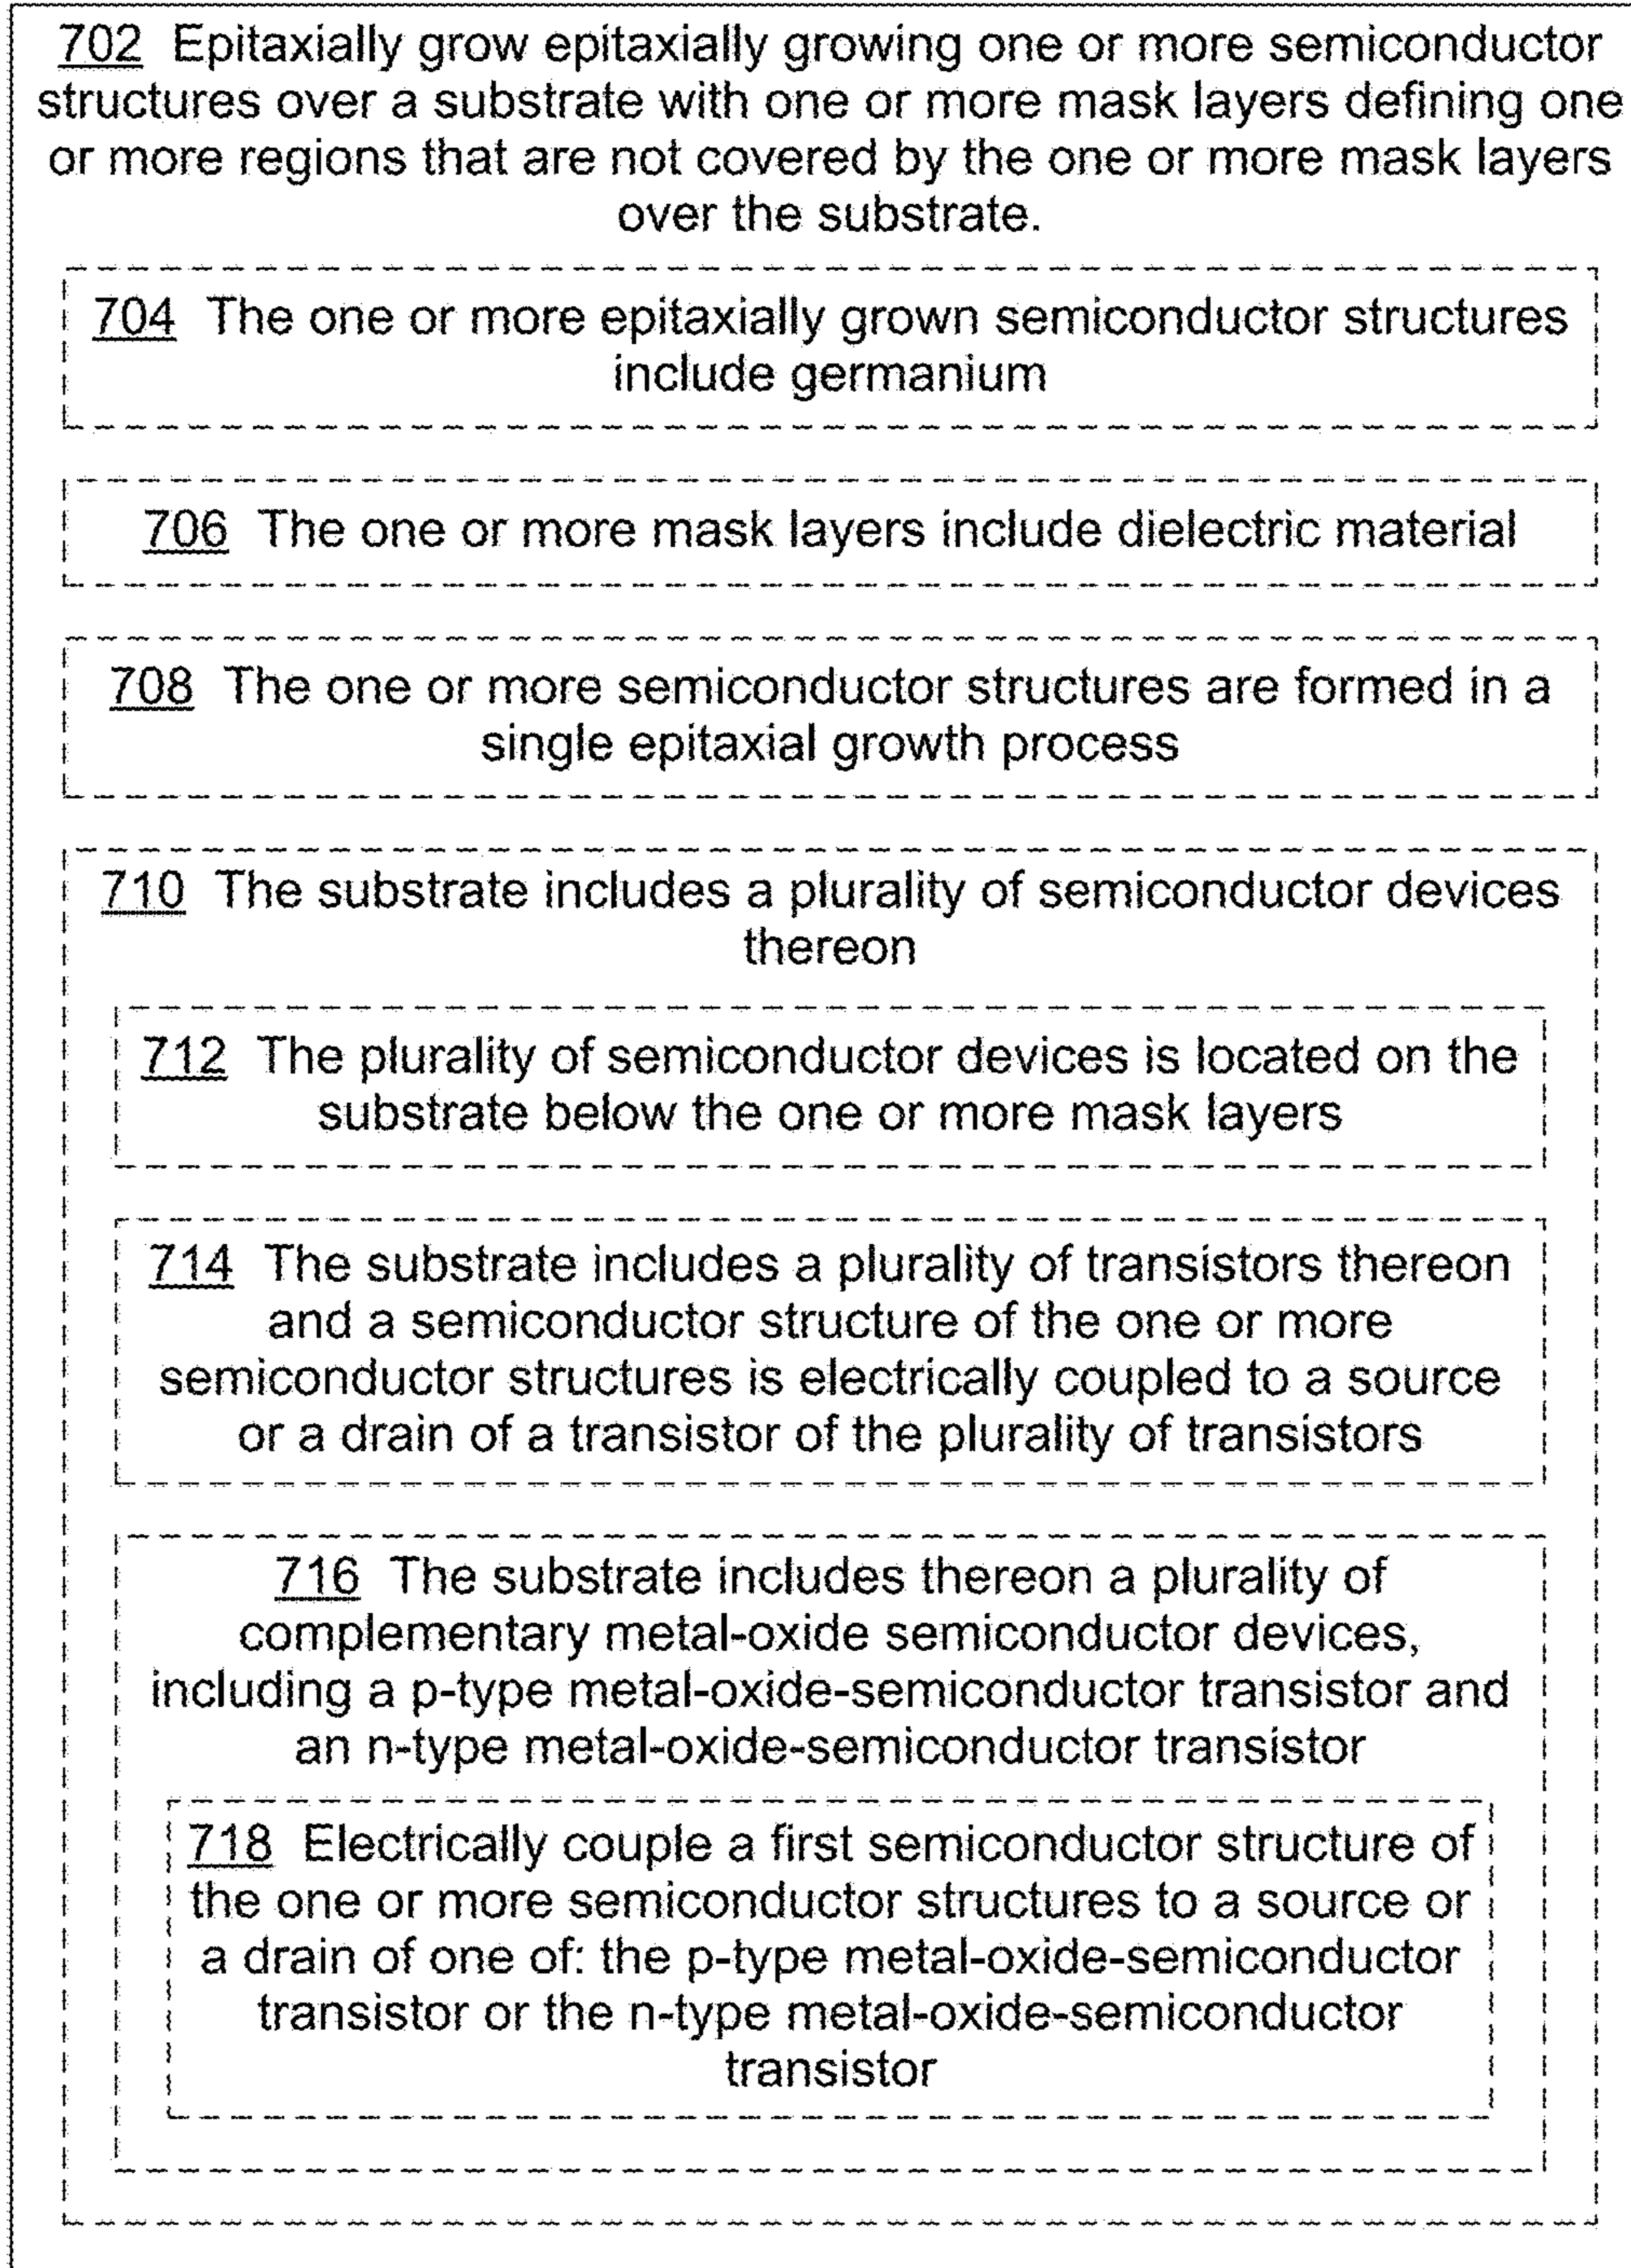 702 Epitaxially grow epitaxially growing one or more semiconductor
structures over a substrate with one or more mask layers defining one
or more regions that are not covered by the one or more mask layers
over the substrate.
704 The one or more epitaxially grown semiconductor structures
include germanium
706 The one or more mask layers include dielectric material
708 The one or more semiconductor structures are formed in a
single epitaxial growth process
710 The substrate includes a plurality of semiconductor devices
thereon
712 The plurality of semiconductor devices is located on the
substrate below the one or more mask layers
714 The substrate includes a plurality of transistors thereon
and a semiconductor structure of the one or more
semiconductor structures is electrically coupled to a source
or a drain of a transistor of the plurality of transistors
716 The substrate includes thereon a plurality of
complementary metal-oxide semiconductor devices,
including a p-type metal-oxide-semiconductor transistor and
an n-type metal-oxide-semiconductor transistor
718 Electrically couple a first semiconductor structure of
the one or more semiconductor structures to a source or
a drain of one of: the p-type metal-oxide-semiconductor
transistor or the n-type metal-oxide-semiconductor
transistor